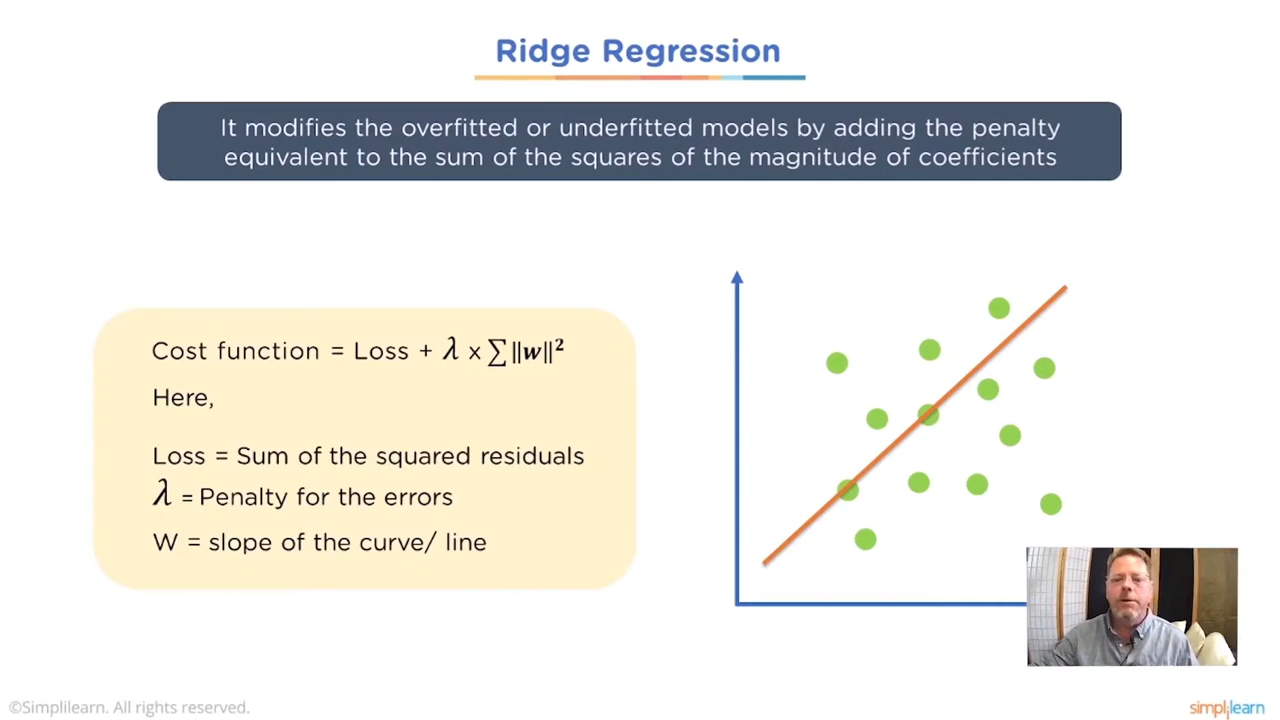 Ridge Regression
It modifies the overfitted or underfitted models by adding the penalty
equivalent to the sum of the squares of the magnitude of coefficients
Cost function = Loss + λ x ∑‖w‖²
Here,
Loss = Sum of the squared residuals
λ = Penalty for the errors
W = slope of the curve/ line
©Simplilearn. All rights reserved.
simplilearn